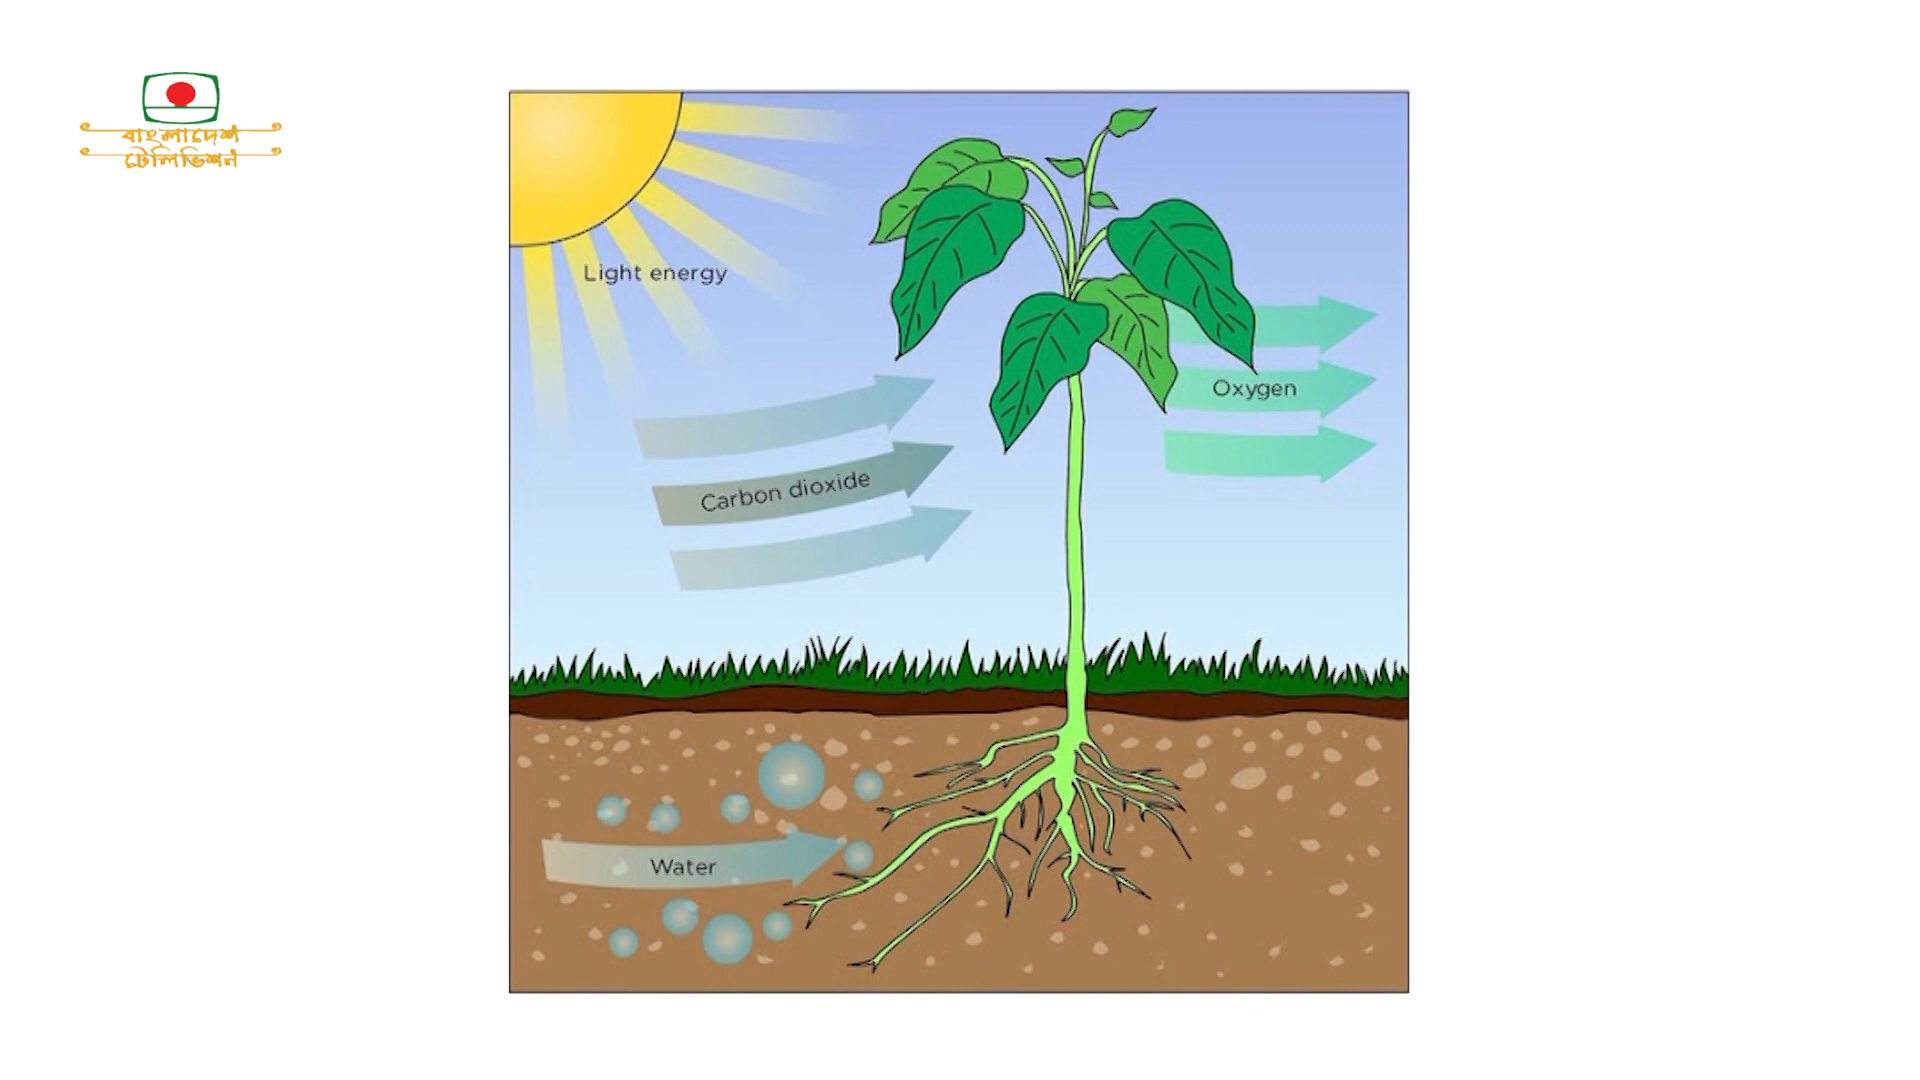 বাংলাদেশ
টেলিভিশন
Light energy
Oxygen
Carbon dioxide
Water